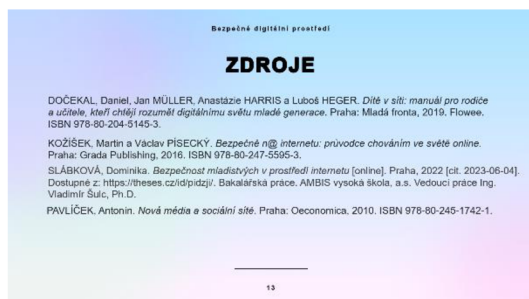 Bezpečné digitální prostředí
ZDROJE
DOČEKAL, Daniel, Jan MÜLLER, Anastázie HARRIS a Luboš HEGER. Dítě v síti: manuál pro rodiče
a učitele, kteří chtějí rozumět digitálnímu světu mladé generace. Praha: Mladá fronta, 2019. Flowee.
ISBN 978-80-204-5145-3.
KOŽÍŠEK, Martin a Václav PÍSECKÝ. Bezpečně n@ internetu: průvodce chováním ve světě online.
Praha: Grada Publishing, 2016. ISBN 978-80-247-5595-3.
SLÁBKOVÁ, Dominika. Bezpečnost mladistvých v prostředí internetu [online]. Praha, 2022 [cit. 2023-06-04].
Dostupné z: https://theses.cz/id/pidzji/. Bakalářská práce. AMBIS vysoká škola, a.s. Vedoucí práce Ing.
Vladimír Šulc, Ph.D.
PAVLÍČEK, Antonin. Nová média a sociální sítě. Praha: Oeconomica, 2010. ISBN 978-80-245-1742-1.
13